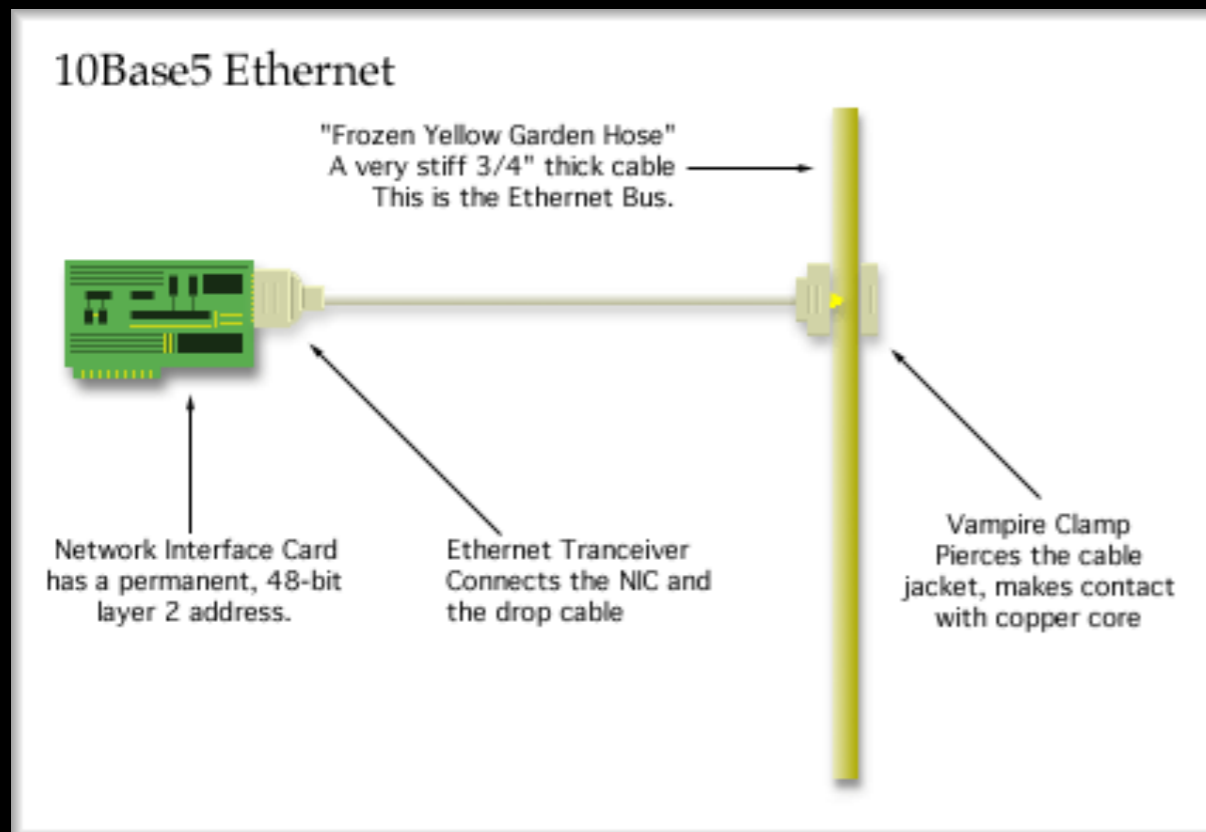 10Base5 Ethernet
"Frozen Yellow Garden Hose"
A very stiff 3/4" thick cable
This is the Ethernet Bus.
Network Interface Card
has a permanent, 48-bit
layer 2 address.
Ethernet Tranceiver
Connects the NIC and
the drop cable
Vampire Clamp
Pierces the cable
jacket, makes contact
with copper core